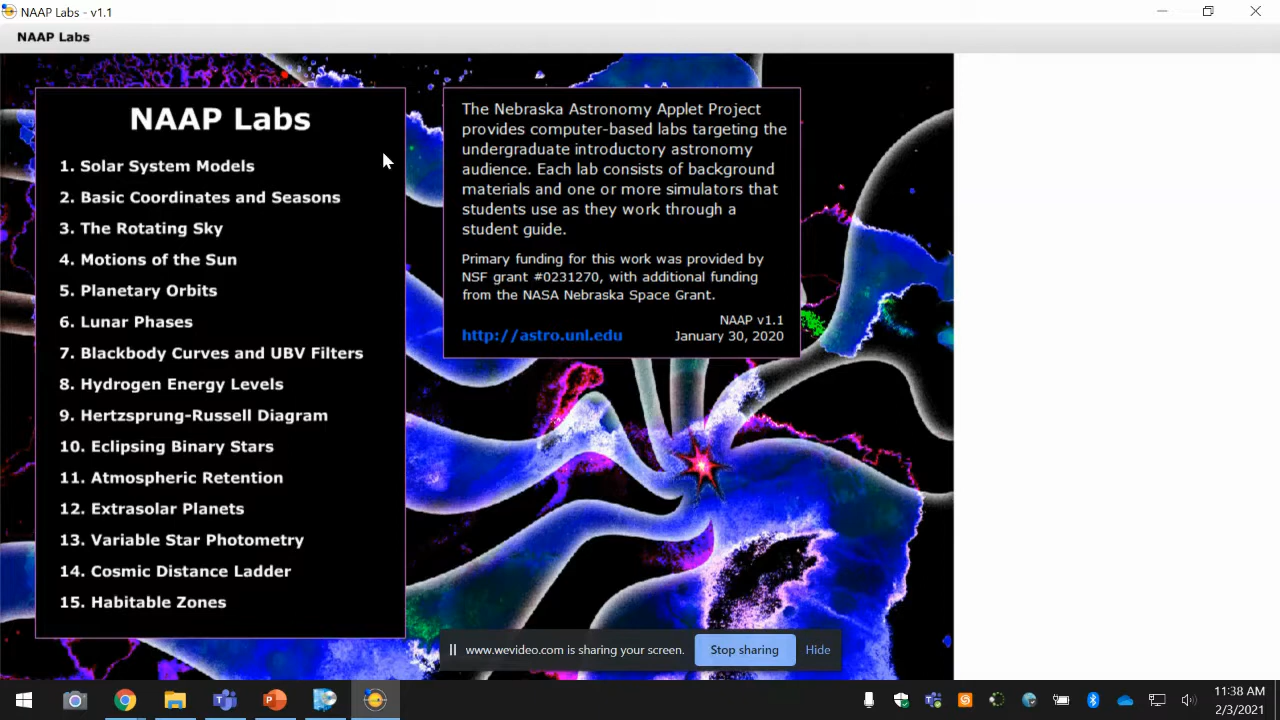 NAAP Labs - v1.1
NAAP Labs
NAAP Labs
1. Solar System Models
2. Basic Coordinates and Seasons
3. The Rotating Sky
4. Motions of the Sun
5. Planetary Orbits
6. Lunar Phases
7. Blackbody Curves and UBV Filters
8. Hydrogen Energy Levels
9. Hertzsprung-Russell Diagram
10. Eclipsing Binary Stars
11. Atmospheric Retention
12. Extrasolar Planets
13. Variable Star Photometry
14. Cosmic Distance Ladder
15. Habitable Zones
The Nebraska Astronomy Applet Project
provides computer-based labs targeting the
undergraduate introductory astronomy
audience. Each lab consists of background
materials and one or more simulators that
students use as they work through a
student guide.
Primary funding for this work was provided by
NSF grant #0231270, with additional funding
from the NASA Nebraska Space Grant.
NAAP v1.1
http://astro.unl.edu January 30, 2020
www.wevideo.com is sharing your screen. Stop sharing Hide
11:38 AM
2/3/2021